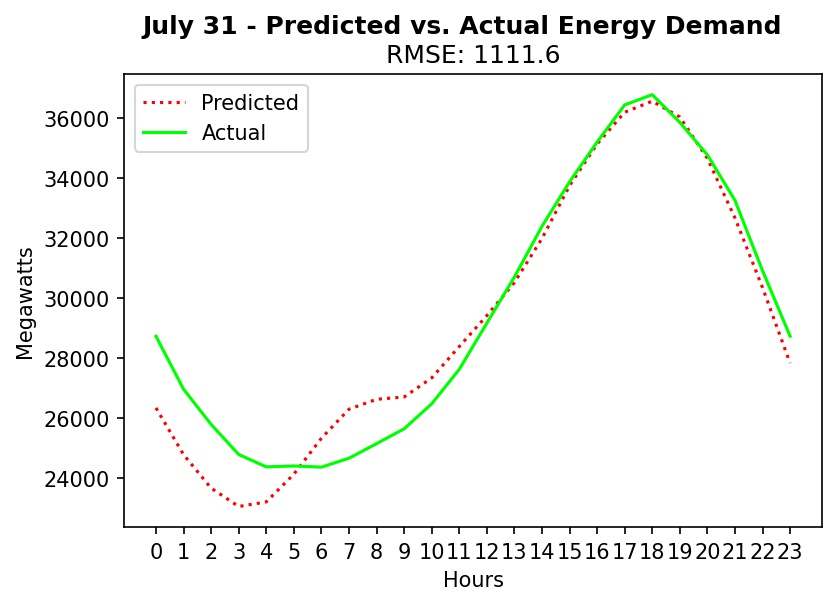 July 31 - Predicted vs. Actual Energy Demand
RMSE: 1111.6
Predicted
Actual
Megawatts
36000
34000
32000
30000
28000
26000
24000
0 1 2 3 4 5 6 7 8 9 10 11 12 13 14 15 16 17 18 19 20 21 22 23
Hours